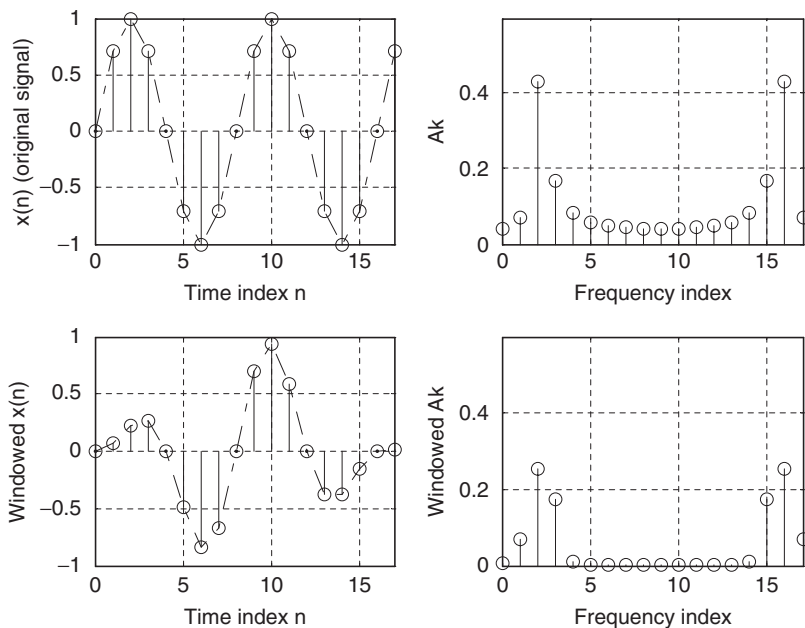 x(n) (original signal)
1
0.5
0
−0.5
−1
0 5 10 15
Time index n
Ak
0.4
0.2
0
0 5 10 15
Frequency index
Windowed x(n)
1
0.5
0
−0.5
−1
0 5 10 15
Time index n
Windowed Ak
0.4
0.2
0
0 5 10 15
Frequency index